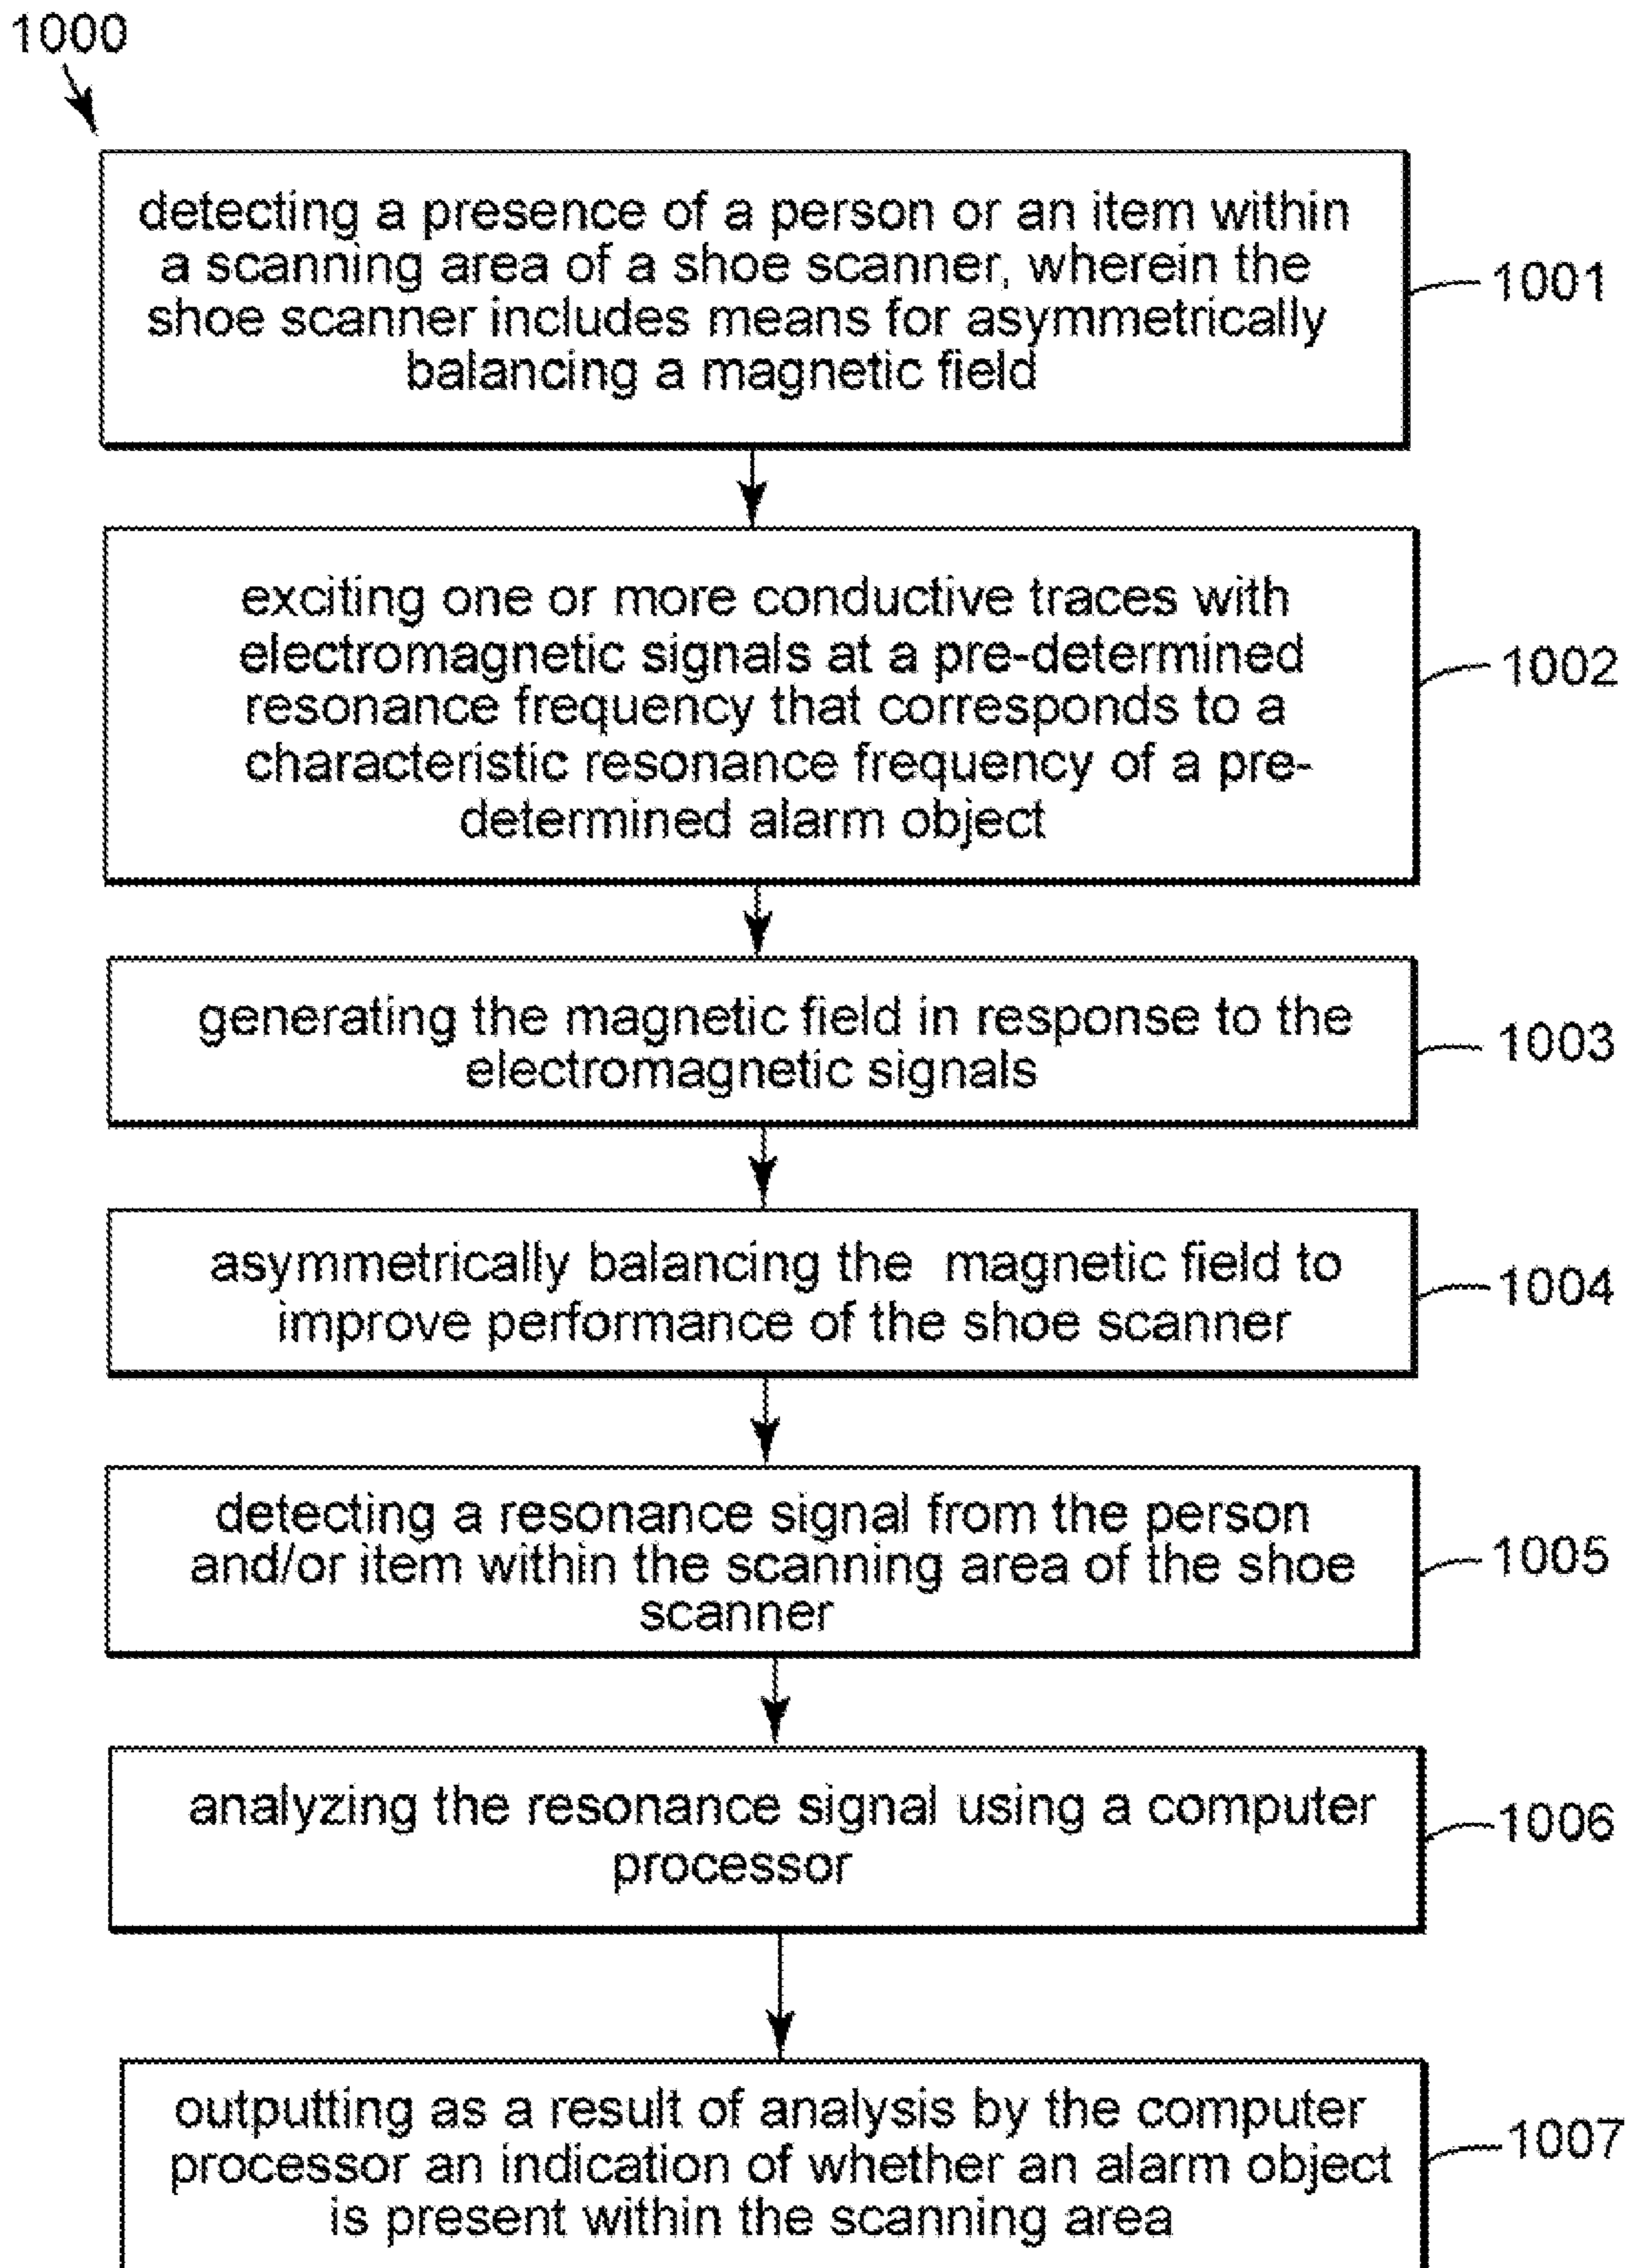 1000
detecting a presence of a person or an item within
a scanning area of a shoe scanner, wherein the
shoe scanner includes means for asymmetrically
balancing a magnetic field
1001
exciting one or more conductive traces with
electromagnetic signals at a pre-determined
resonance frequency that corresponds to a
characteristic resonance frequency of a pre-
determined alarm object
1002
generating the magnetic field in response to the
electromagnetic signals
1003
asymmetrically balancing the magnetic field to
improve performance of the shoe scanner
1004
detecting a resonance signal from the person
and/or item within the scanning area of the shoe
scanner
1005
analyzing the resonance signal using a computer
processor
1006
outputting as a result of analysis by the computer
processor an indication of whether an alarm object
is present within the scanning area
1007